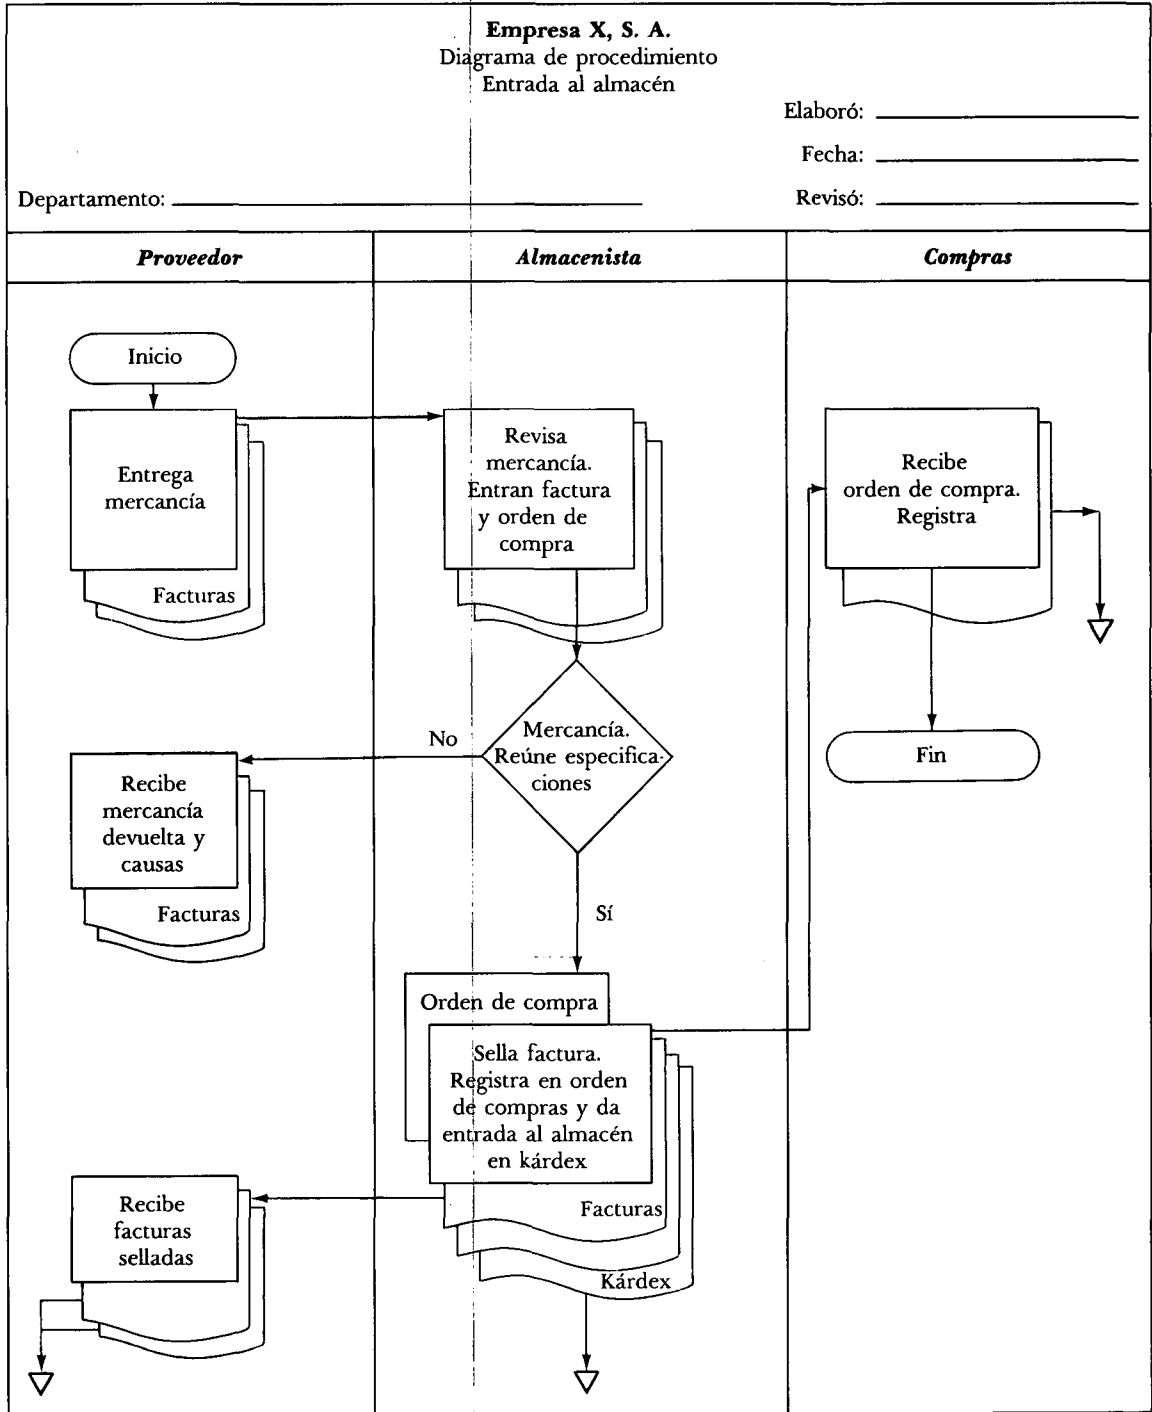 Empresa X, S. A.
Diagrama de procedimiento
Entrada al almacén
Elaboró:
Fecha:
Departamento:
Revisó:
Proveedor
Almacenista
Compras
Inicio
Entrega
mercancía
Facturas
Revisa
mercancía.
Entran factura
y orden de
compra
Recibe
orden de compra.
Registra
No
Mercancía.
Reúne especifica-
ciones
Fin
Recibe
mercancía
devuelta y
causas
Facturas
Sí
Orden de compra
Sella factura.
Registra en orden
de compras y da
entrada al almacén
en kárdex
Facturas
Kárdex
Recibe
facturas
selladas